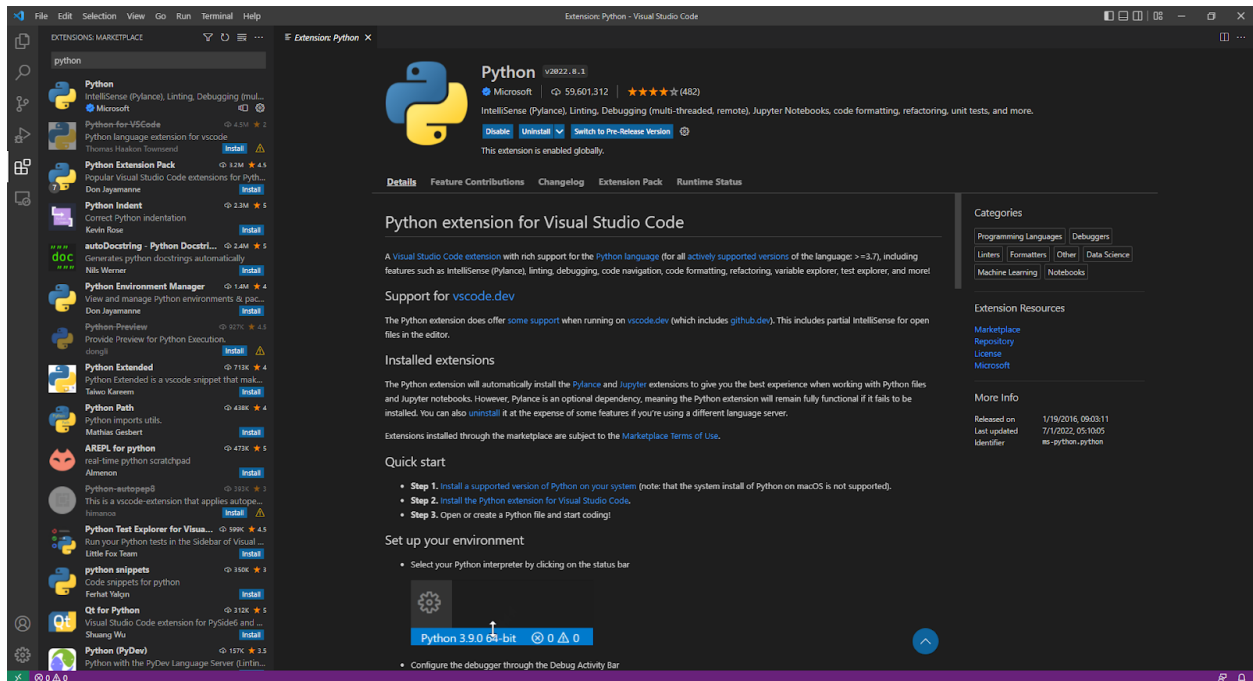 File Edit Selection View Go Run Terminal Help
Extension: Python - Visual Studio Code
EXTENSIONS: MARKETPLACE
python
Python
IntelliSense (Pylance), Linting, Debugging (mul...
Microsoft
Python for VSCode 4.5M 2
Python language extension for vscode
Thomas Haakon Townsend Install
Python Extension Pack 3.2M 4.5
Popular Visual Studio Code extensions for Pyth...
Don Jayamanne Install
7
Python Indent 2.3M 5
Correct Python indentation
Kevin Rose Install
autoDocstring - Python Docstri... 2.4M 5
Generates python docstrings automatically
Nils Werner Install
""" doc """
Python Environment Manager 1.4M 4
View and manage Python environments & pac...
Don Jayamanne Install
Python Preview 927K 4.5
Provide Preview for Python Execution.
dongli Install
Python Extended 713K 4
Python Extended is a vscode snippet that mak...
Taiwo Kareem Install
Python Path 438K 4
Python imports utils.
Mathias Gesbert Install
AREPL for python 473K 5
real-time python scratchpad
Almenon Install
Python-autopep8 393K 3
This is a vscode-extension that applies autope...
himanoa Install
Python Test Explorer for Visua... 599K 4.5
Run your Python tests in the Sidebar of Visual ...
Little Fox Team Install
python snippets 350K 3
Code snippets for python
Ferhat Yalçın Install
Qt for Python 312K 5
Visual Studio Code extension for PySide6 and ...
Shuang Wu Install
Qt
Python (PyDev) 157K 3.5
Python with the PyDev Language Server (Lintin...
Extension: Python
Python v2022.8.1
Microsoft 59,601,312 (482)
IntelliSense (Pylance), Linting, Debugging (multi-threaded, remote), Jupyter Notebooks, code formatting, refactoring, unit tests, and more.
Disable Uninstall Switch to Pre-Release Version
This extension is enabled globally.
Details Feature Contributions Changelog Extension Pack Runtime Status
Python extension for Visual Studio Code
A Visual Studio Code extension with rich support for the Python language (for all actively supported versions of the language: >=3.7), including
features such as IntelliSense (Pylance), linting, debugging, code navigation, code formatting, refactoring, variable explorer, test explorer, and more!
Support for vscode.dev
The Python extension does offer some support when running on vscode.dev (which includes github.dev). This includes partial IntelliSense for open
files in the editor.
Installed extensions
The Python extension will automatically install the Pylance and Jupyter extensions to give you the best experience when working with Python files
and Jupyter notebooks. However, Pylance is an optional dependency, meaning the Python extension will remain fully functional if it fails to be
installed. You can also uninstall it at the expense of some features if you're using a different language server.
Extensions installed through the marketplace are subject to the Marketplace Terms of Use.
Quick start
• Step 1. Install a supported version of Python on your system (note: that the system install of Python on macOS is not supported).
• Step 2. Install the Python extension for Visual Studio Code.
• Step 3. Open or create a Python file and start coding!
Set up your environment
• Select your Python interpreter by clicking on the status bar
Python 3.9.0 64-bit 0 0
• Configure the debugger through the Debug Activity Bar
Categories
Programming Languages Debuggers
Linters Formatters Other Data Science
Machine Learning Notebooks
Extension Resources
Marketplace
Repository
License
Microsoft
More Info
Released on 1/19/2016, 09:03:11
Last updated 7/1/2022, 05:10:05
Identifier ms-python.python
0 0